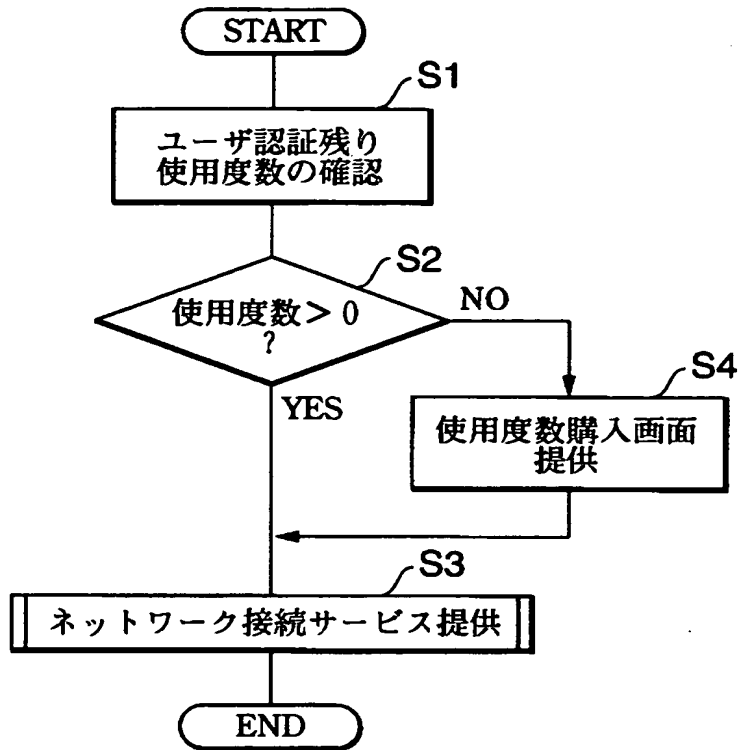 START
S1
ユーザ認証残り
使用度数の確認
S2
使用度数＞0
?
NO
YES
S4
使用度数購入画面
提供
S3
ネットワーク接続サービス提供
END